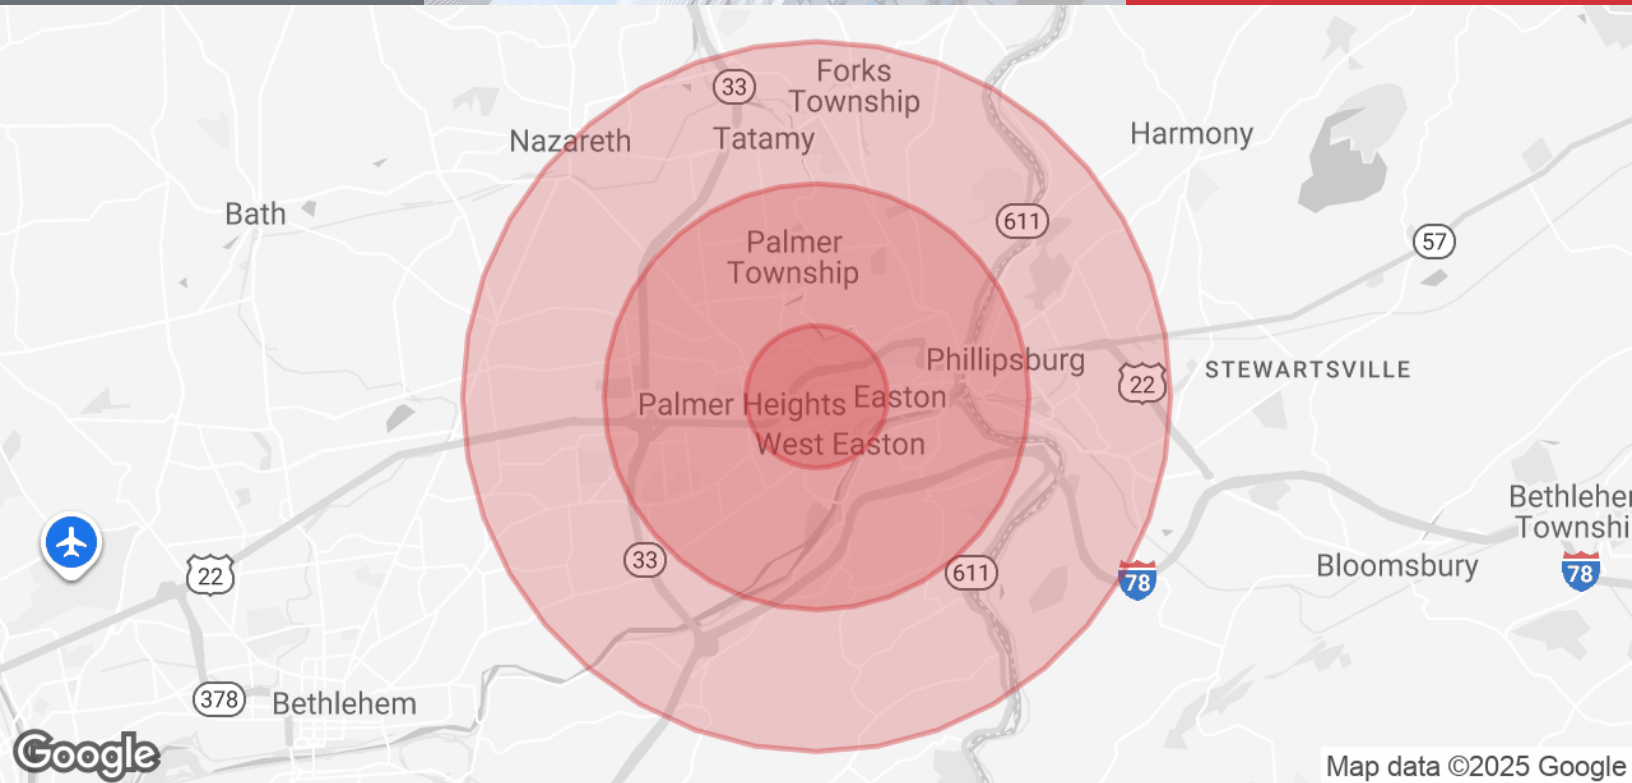 33
Forks
Township
Nazareth
Tatamy
Harmony
Bath
611
57
Palmer
Township
Phillipsburg
22
STEWARTSVILLE
Palmer Heights
Easton
West Easton
Bethleher
Townshi
33
22
611
78
Bloomsbury
78
378
Bethlehem
Google
Map data ©2025 Google